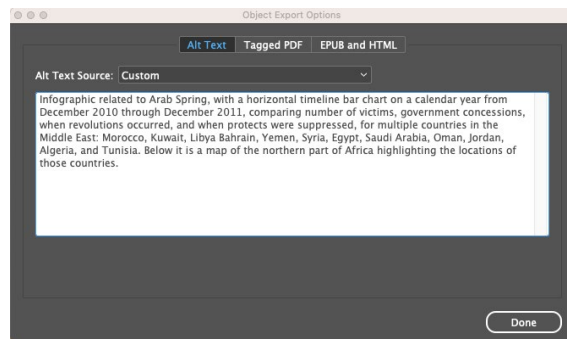 Object Export Options
Alt Text Tagged PDF EPUB and HTML
Alt Text Source: Custom
Infographic related to Arab Spring, with a horizontal timeline bar chart on a calendar year from
December 2010 through December 2011, comparing number of victims, government concessions,
when revolutions occurred, and when protects were suppressed, for multiple countries in the
Middle East: Morocco, Kuwait, Libya Bahrain, Yemen, Syria, Egypt, Saudi Arabia, Oman, Jordan,
Algeria, and Tunisia. Below it is a map of the northern part of Africa highlighting the locations of
those countries.
Done